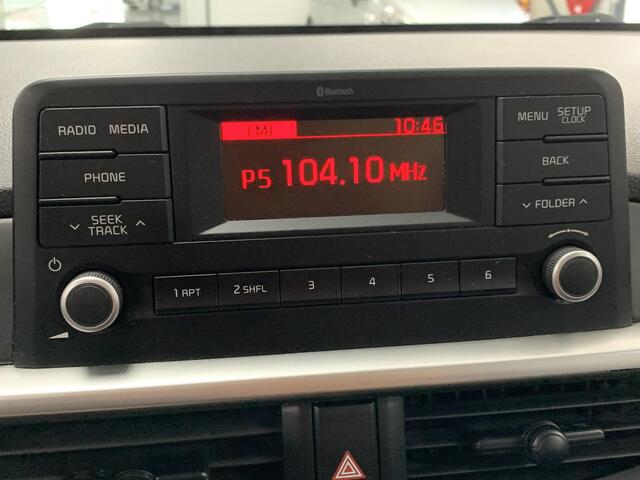 Bluetooth
RADIO MEDIA
PHONE
SEEK
TRACK
FM1 10:46
P5 104.10 MHz
MENU SETUP
CLOCK
BACK
FOLDER
1 RPT 2 SHFL 3 4 5 6